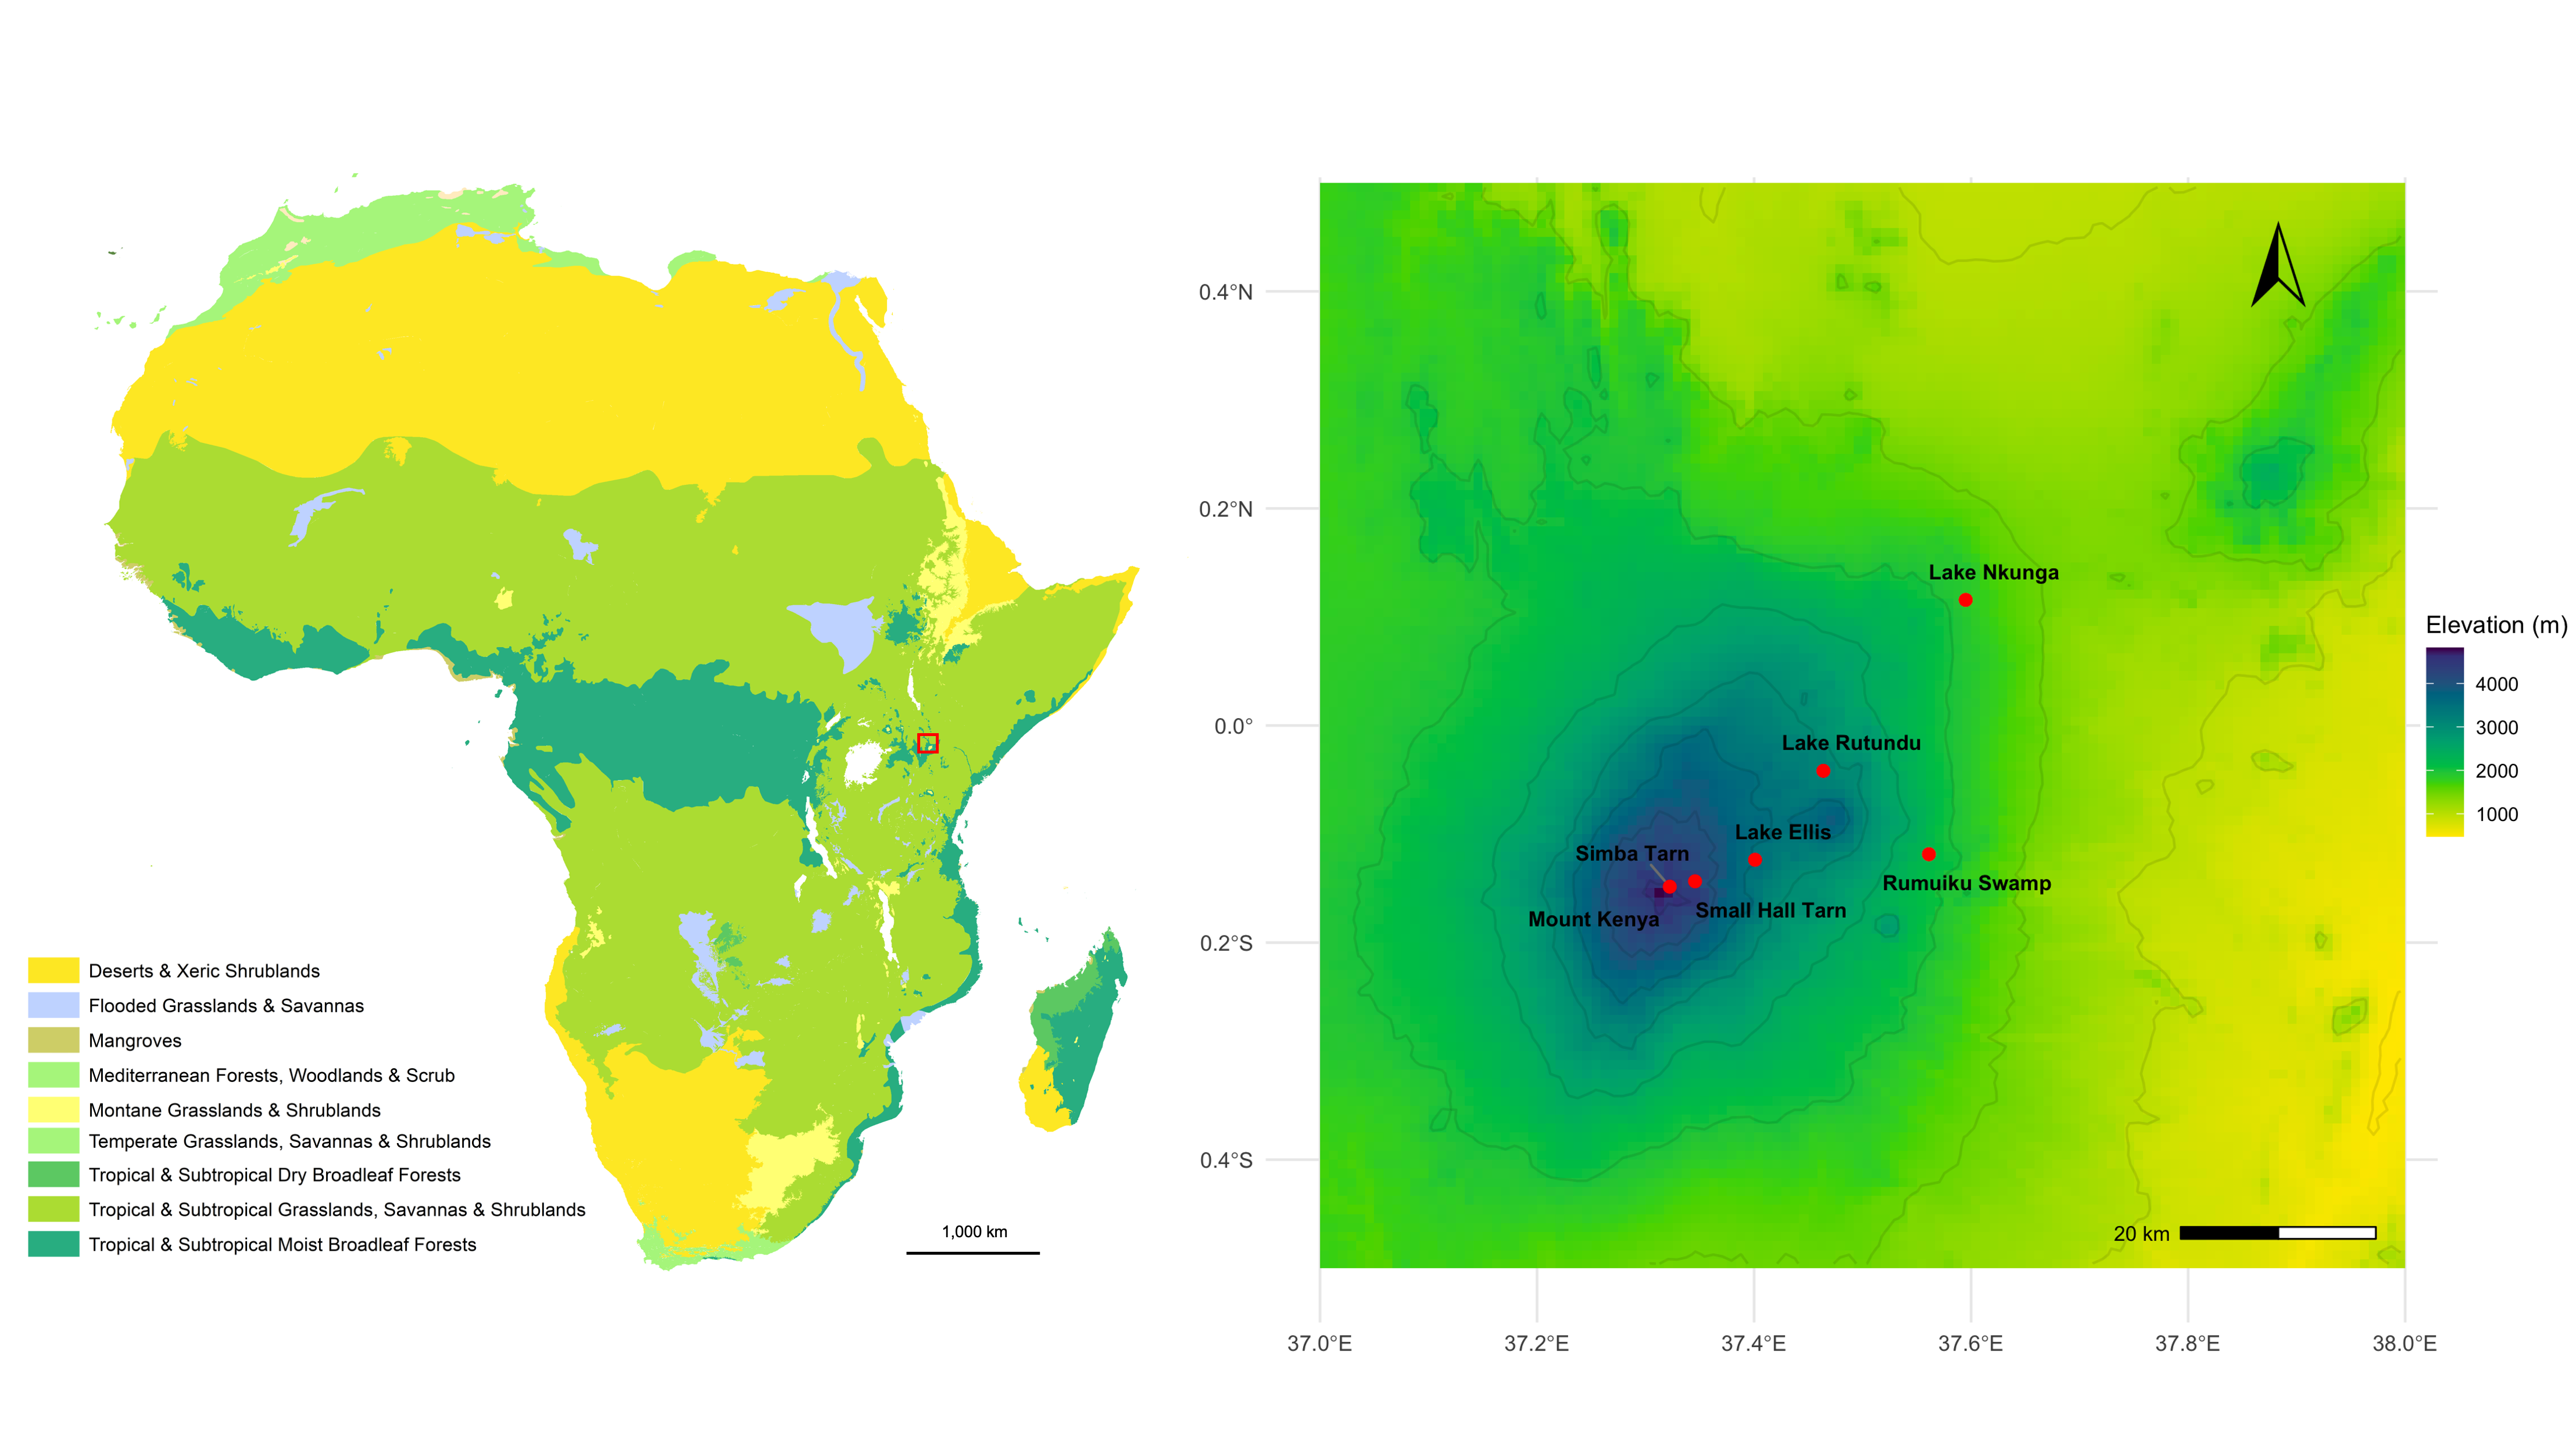 Deserts & Xeric Shrublands
Flooded Grasslands & Savannas
Mangroves
Mediterranean Forests, Woodlands & Scrub
Montane Grasslands & Shrublands
Temperate Grasslands, Savannas & Shrublands
Tropical & Subtropical Dry Broadleaf Forests
Tropical & Subtropical Grasslands, Savannas & Shrublands
Tropical & Subtropical Moist Broadleaf Forests
1,000 km
0.4°N
0.2°N
0.0°
0.2°S
0.4°S
Lake Nkunga
Lake Rutundu
Lake Ellis
Simba Tarn
Rumuiku Swamp
Small Hall Tarn
Mount Kenya
20 km
37.0°E
37.2°E
37.4°E
37.6°E
37.8°E
38.0°E
Elevation (m)
4000
3000
2000
1000